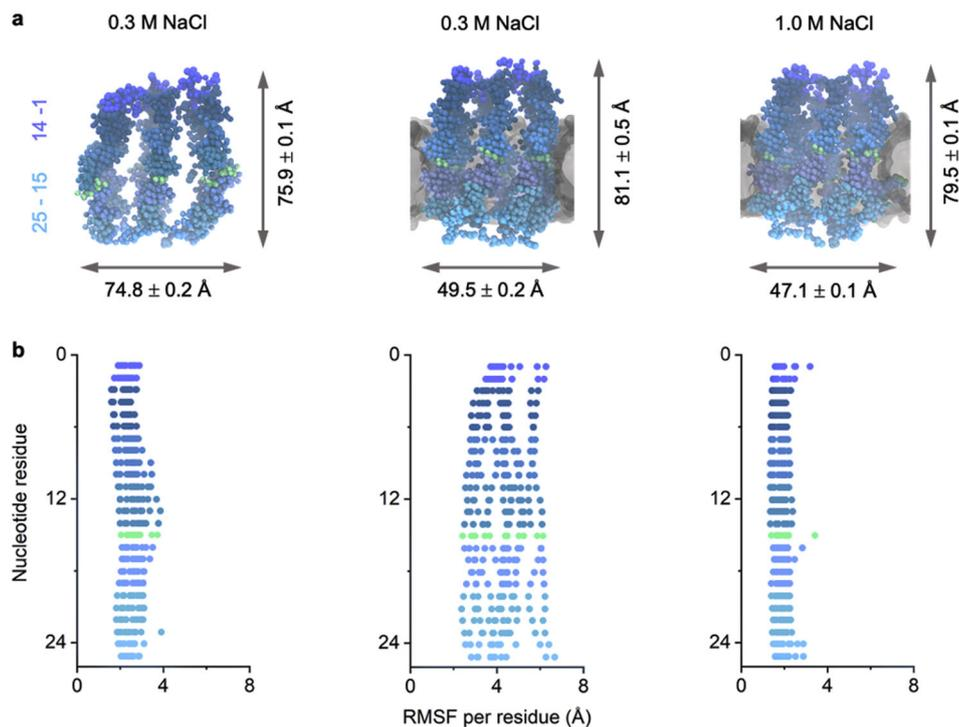 a
0.3 M NaCl
0.3 M NaCl
1.0 M NaCl
25 - 15 14 -1
75.9 ± 0.1 Å
81.1 ± 0.5 Å
79.5 ± 0.1 Å
74.8 ± 0.2 Å
49.5 ± 0.2 Å
47.1 ± 0.1 Å
b
Nucleotide residue
0
12
24
0 4 8
0
12
24
0 4 8
0
12
24
0 4 8
RMSF per residue (Å)